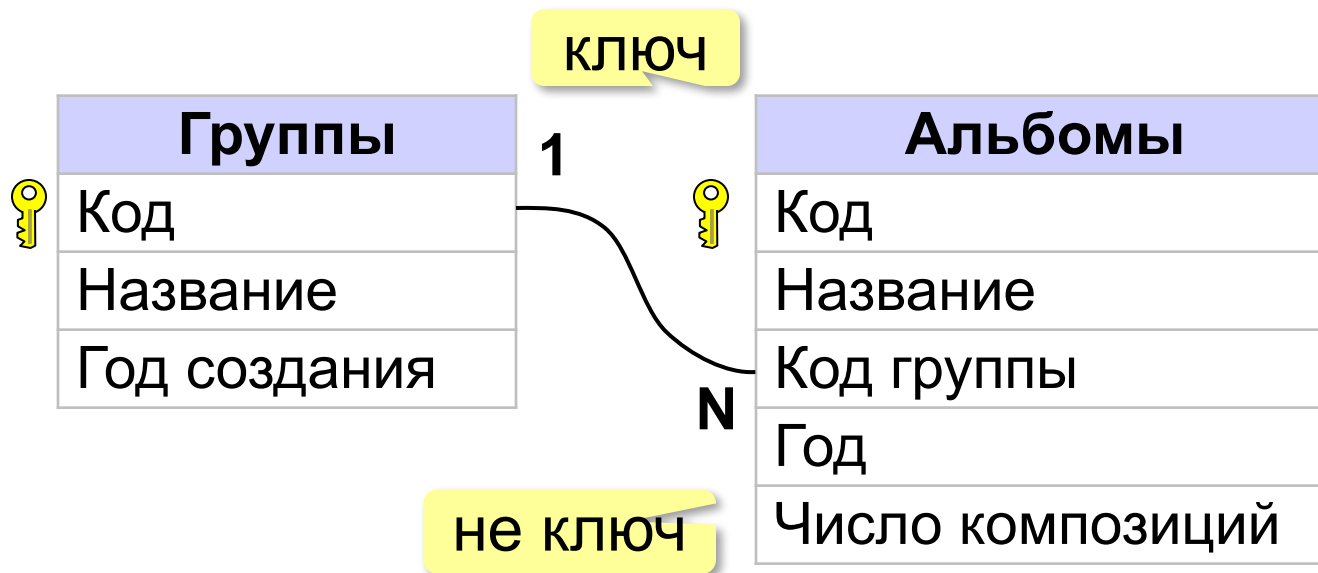 ключ
Группы
1
Код
Название
Год создания
Альбомы
Код
Название
Код группы
N
Год
Число композиций
не ключ